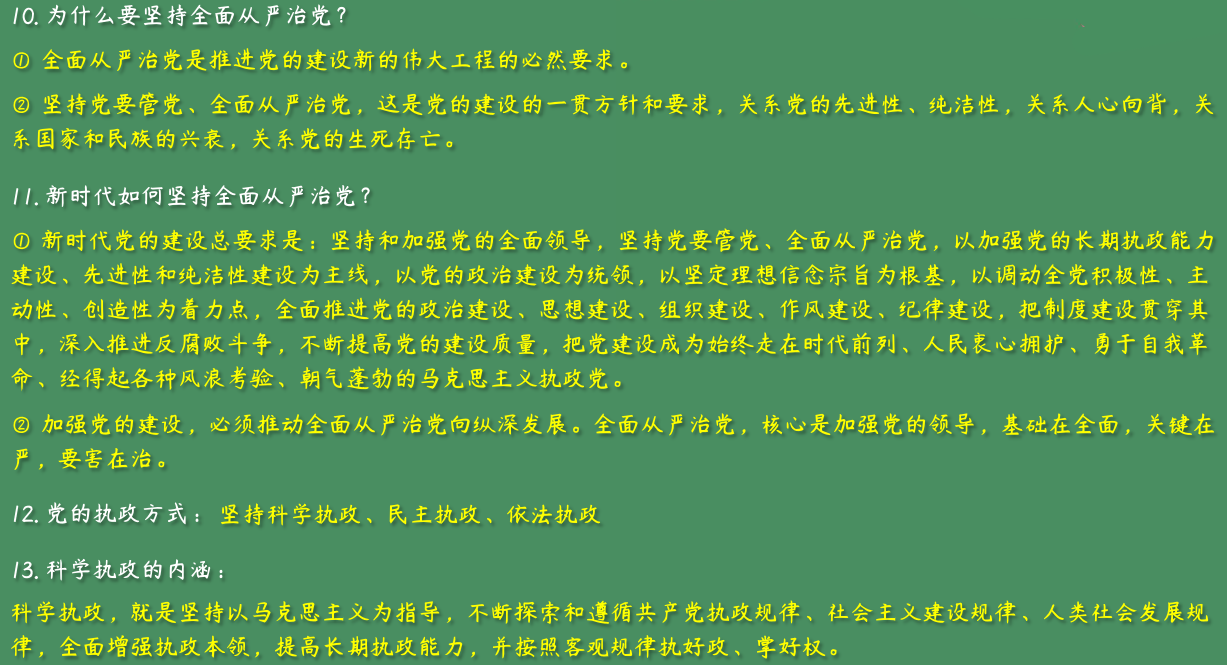 10. 为什么要坚持全面从严治党？
① 全面从严治党是推进党的建设新的伟大工程的必然要求。
② 坚持党要管党、全面从严治党，这是党的建设的一贯方针和要求，关系党的先进性、纯洁性，关系人心向背，关
系国家和民族的兴衰，关系党的生死存亡。
11. 新时代如何坚持全面从严治党？
① 新时代党的建设总要求是：坚持和加强党的全面领导，坚持党要管党、全面从严治党，以加强党的长期执政能力
建设、先进性和纯洁性建设为主线，以党的政治建设为统领，以坚定理想信念宗旨为根基，以调动全党积极性、主
动性、创造性为着力点，全面推进党的政治建设、思想建设、组织建设、作风建设、纪律建设，把制度建设贯穿其
中，深入推进反腐败斗争，不断提高党的建设质量，把党建设成为始终走在时代前列、人民衷心拥护、勇于自我革
命、经得起各种风浪考验、朝气蓬勃的马克思主义执政党。
② 加强党的建设，必须推动全面从严治党向纵深发展。全面从严治党，核心是加强党的领导，基础在全面，关键在
严，要害在治。
12. 党的执政方式：坚持科学执政、民主执政、依法执政
13. 科学执政的内涵：
科学执政，就是坚持以马克思主义为指导，不断探索和遵循共产党执政规律、社会主义建设规律、人类社会发展规
律，全面增强执政本领，提高长期执政能力，并按照客观规律执好政、掌好权。